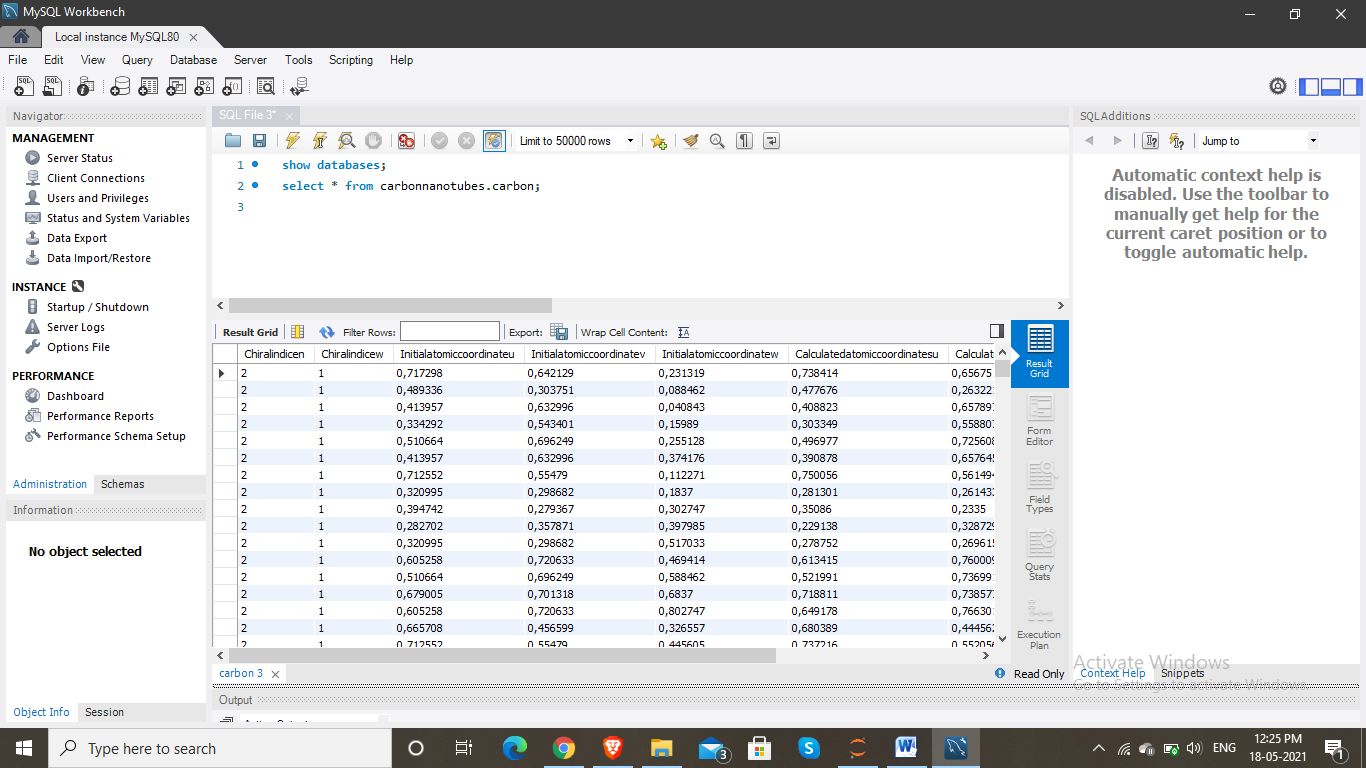 MySQL Workbench
Local instance MySQL80
File Edit View Query Database Server Tools Scripting Help
Navigator
MANAGEMENT
Server Status
Client Connections
Users and Privileges
Status and System Variables
Data Export
Data Import/Restore
INSTANCE
Startup / Shutdown
Server Logs
Options File
PERFORMANCE
Dashboard
Performance Reports
Performance Schema Setup
Administration Schemas
Information
No object selected
Object Info Session
SQL File 3*
Limit to 50000 rows
1 show databases;
2 select * from carbonnanotubes.carbon;
3
Result Grid Filter Rows: Export: Wrap Cell Content:
Chiralindicen Chiralindicew Initialatomiccoordinateu Initialatomiccoordinatev Initialatomiccoordinatew Calculatedatomiccoordinatesu Calculat
2 1 0,717298 0,642129 0,231319 0,738414 0,65675
2 1 0,489336 0,303751 0,088462 0,477676 0,26322
2 1 0,413957 0,632996 0,040843 0,408823 0,65789
2 1 0,334292 0,543401 0,15989 0,303349 0,55880
2 1 0,510664 0,696249 0,255128 0,496977 0,72560
2 1 0,413957 0,632996 0,374176 0,390878 0,65764
2 1 0,712552 0,55479 0,112271 0,750056 0,56149
2 1 0,320995 0,298682 0,1837 0,281301 0,26143
2 1 0,394742 0,279367 0,302747 0,35086 0,2335
2 1 0,282702 0,357871 0,397985 0,229138 0,32872
2 1 0,320995 0,298682 0,517033 0,278752 0,26961
2 1 0,605258 0,720633 0,469414 0,613415 0,76000
2 1 0,510664 0,696249 0,588462 0,521991 0,73699
2 1 0,679005 0,701318 0,6837 0,718811 0,73857
2 1 0,605258 0,720633 0,802747 0,649178 0,76630
2 1 0,665708 0,456599 0,326557 0,680389 0,44456
2 1 0,712552 0,55479 0,445605 0,737216 0,55205
Result Grid
Form Editor
Field Types
Query Stats
Execution Plan
carbon 3
Read Only
Output
SQLAdditions
Jump to
Automatic context help is
disabled. Use the toolbar to
manually get help for the
current caret position or to
toggle automatic help.
Activate Windows
Go to Settings to activate Windows.
Context Help Snippets
Type here to search
3
ENG
12:25 PM
18-05-2021
1